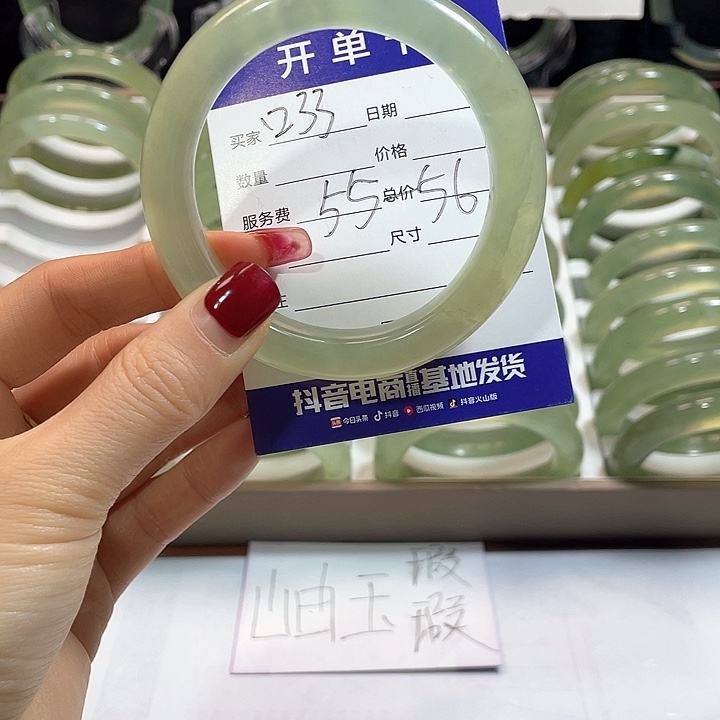 开单卡
买家 233 日期
数量 价格
服务费 55 总价 56
尺寸
注
抖音电商直播基地发货
今日头条 抖音 西瓜视频 抖音火山版
岫玉 瑕
瑕